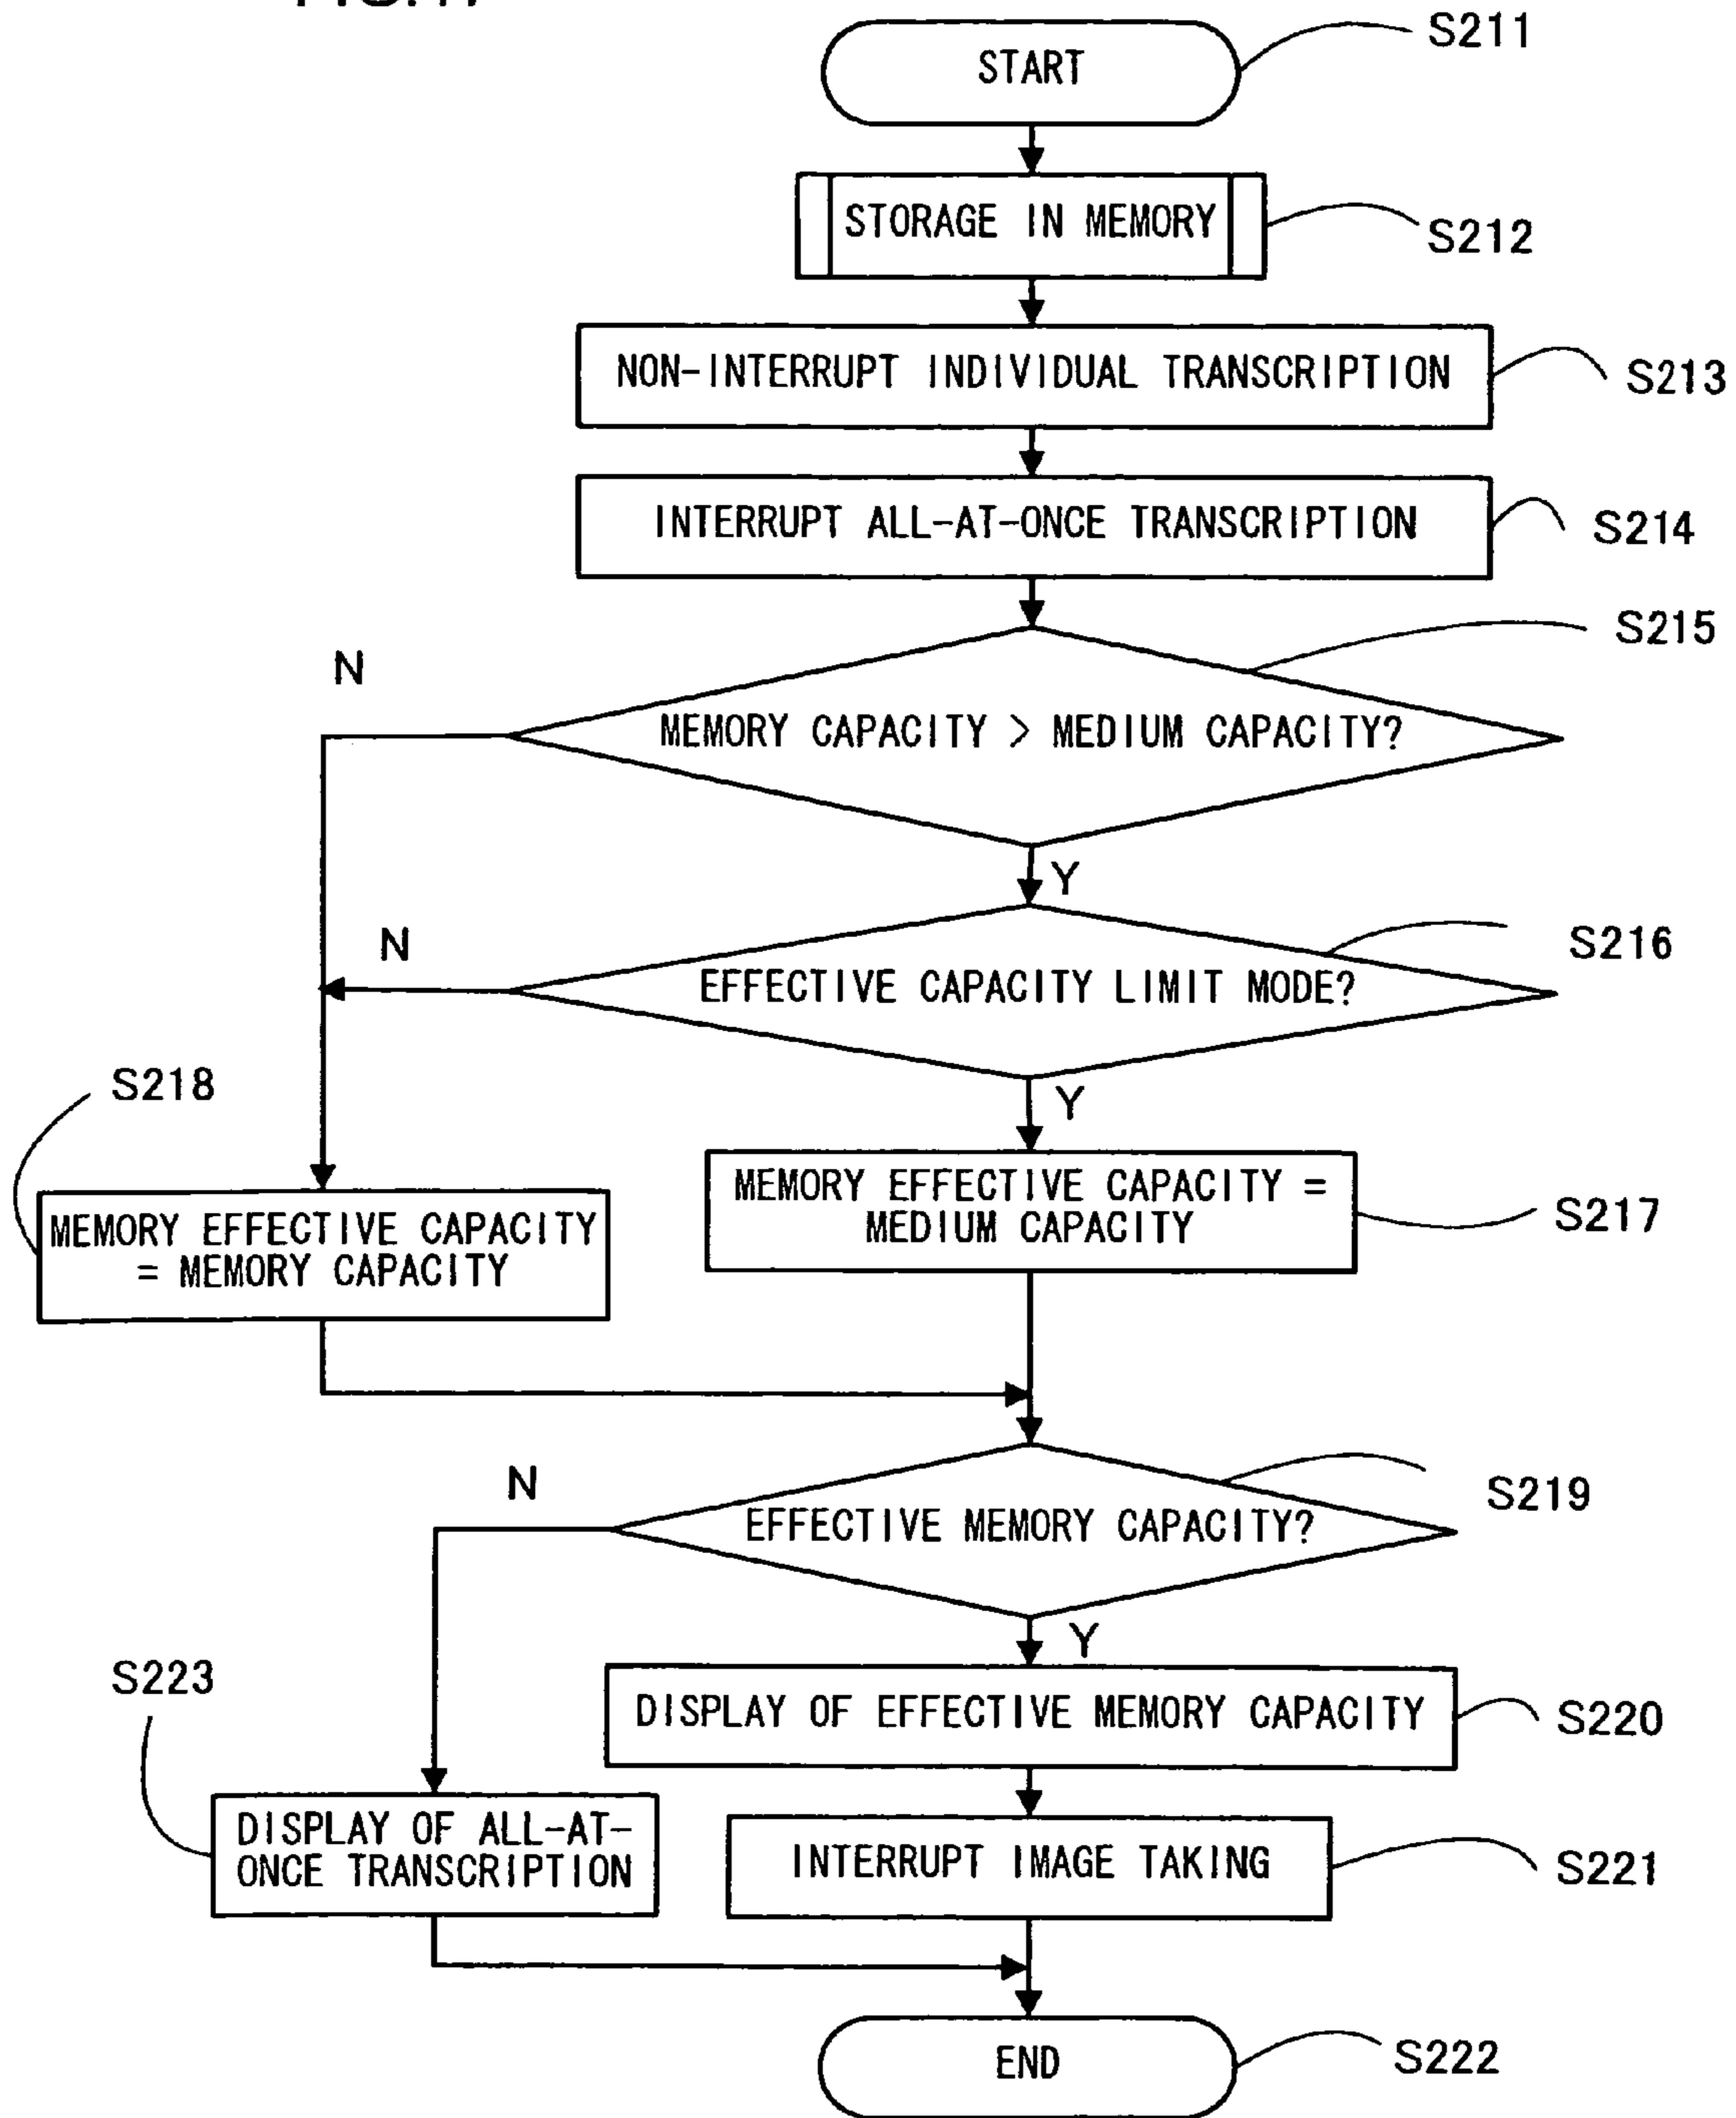 START
S211
STORAGE IN MEMORY
S212
NON-INTERRUPT INDIVIDUAL TRANSCRIPTION
S213
INTERRUPT ALL-AT-ONCE TRANSCRIPTION
S214
S215
N
MEMORY CAPACITY > MEDIUM CAPACITY?
Y
S216
N
EFFECTIVE CAPACITY LIMIT MODE?
Y
S218
MEMORY EFFECTIVE CAPACITY
= MEMORY CAPACITY
MEMORY EFFECTIVE CAPACITY =
MEDIUM CAPACITY
S217
N
S219
EFFECTIVE MEMORY CAPACITY?
Y
S223
DISPLAY OF EFFECTIVE MEMORY CAPACITY
S220
DISPLAY OF ALL-AT-
ONCE TRANSCRIPTION
INTERRUPT IMAGE TAKING
S221
END
S222